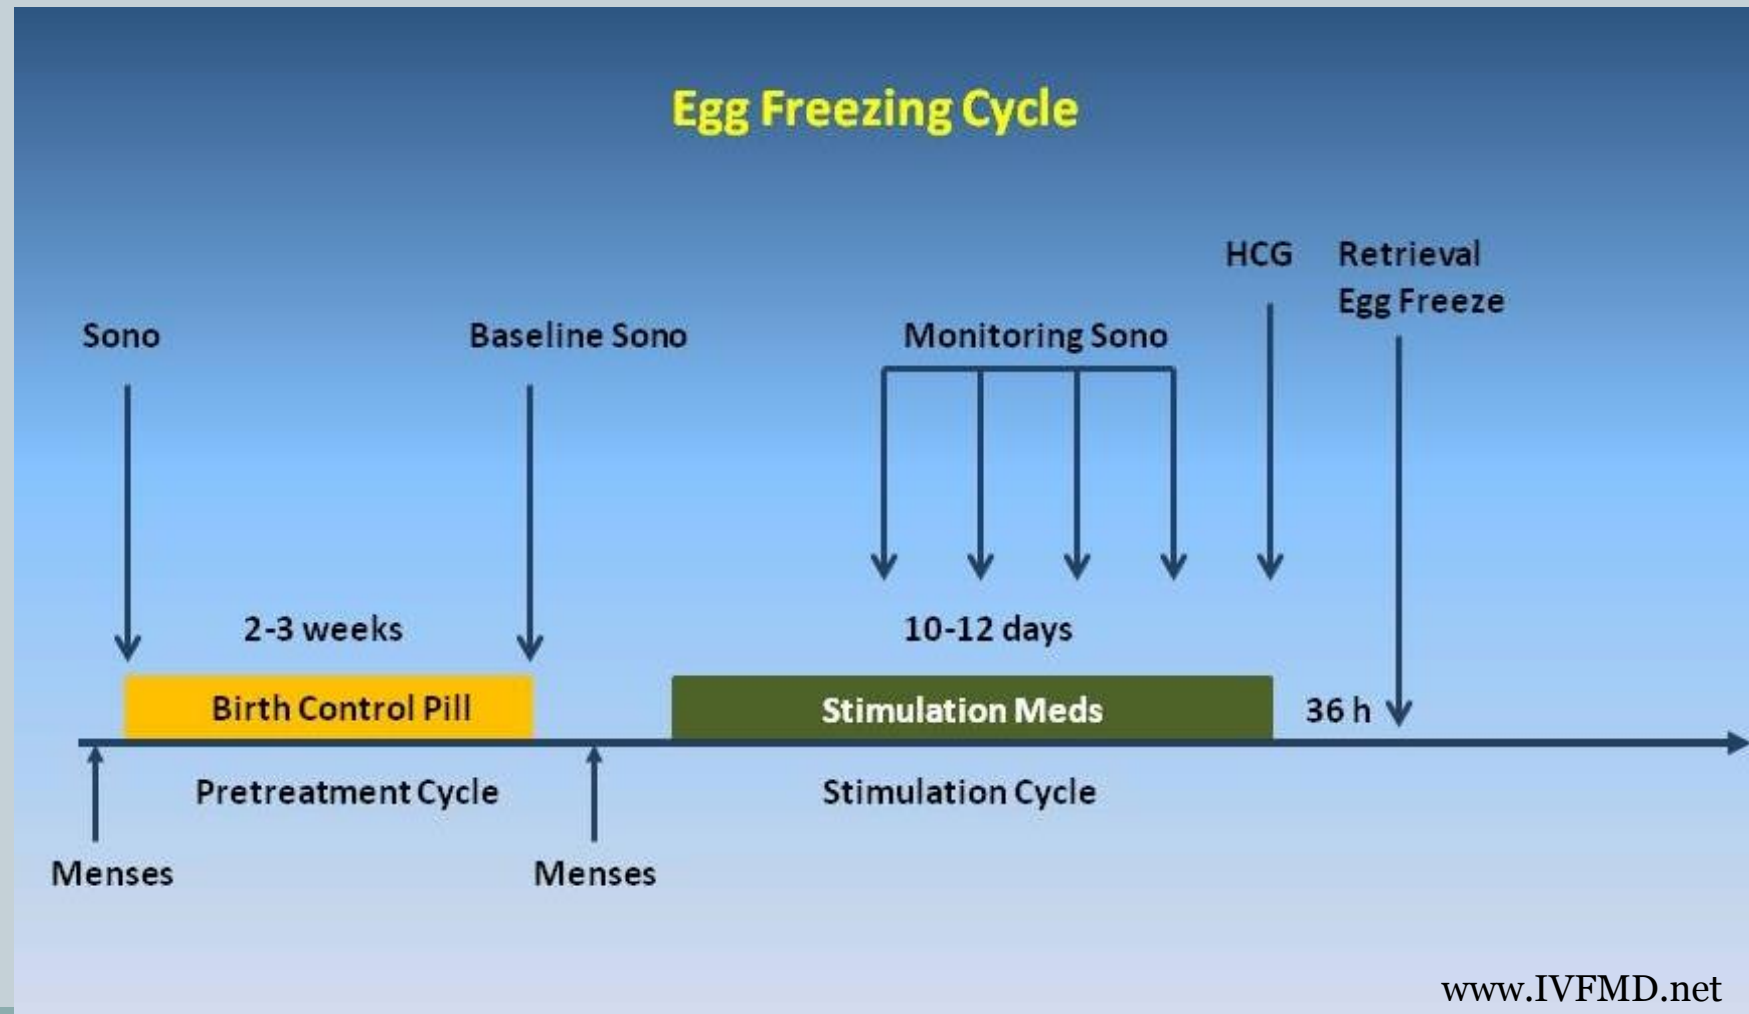 Egg Freezing Cycle
HCG
Retrieval
Egg Freeze
Sono
Baseline Sono
Monitoring Sono
2-3 weeks
10-12 days
Birth Control Pill
Stimulation Meds
36 h
Pretreatment Cycle
Stimulation Cycle
Menses
Menses
www.IVFMD.net